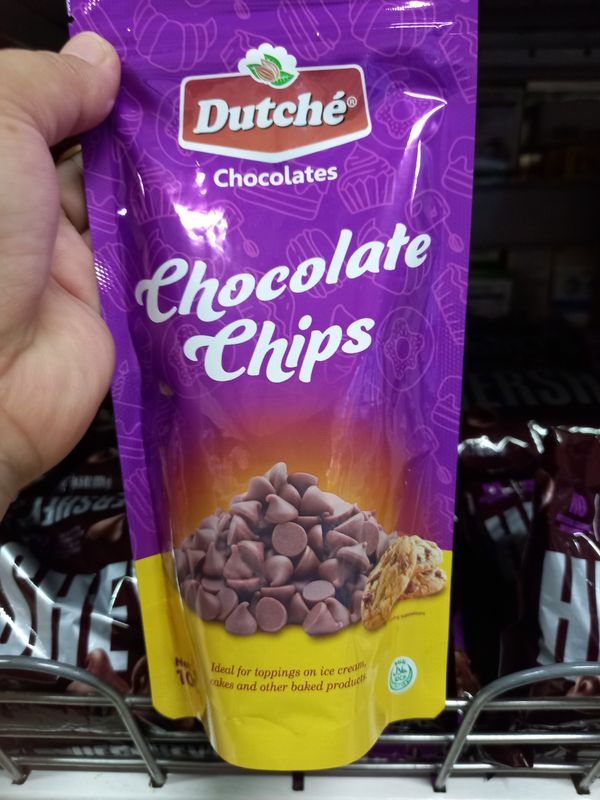 Dutché®
Chocolates
Chocolate
Chips
Ideal for toppings on ice cream,
cakes and other baked products